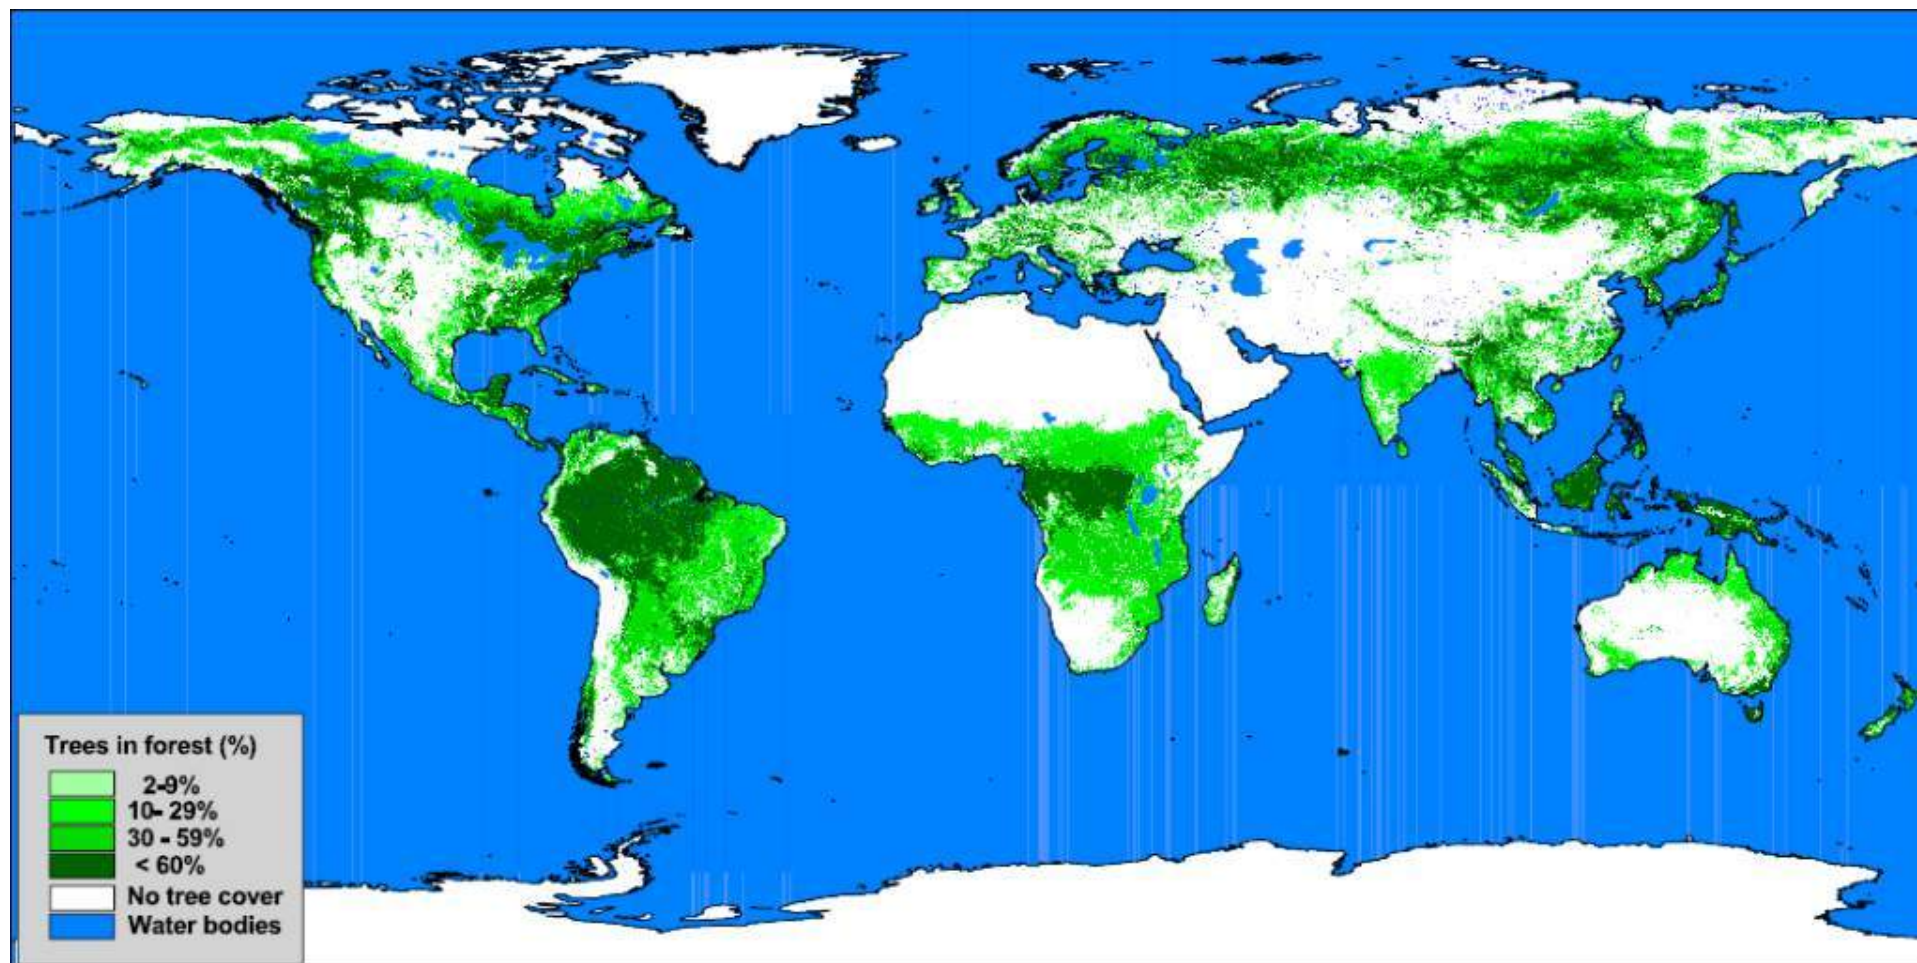 Trees in forest (%)
2-9%
10- 29%
30 - 59%
< 60%
No tree cover
Water bodies